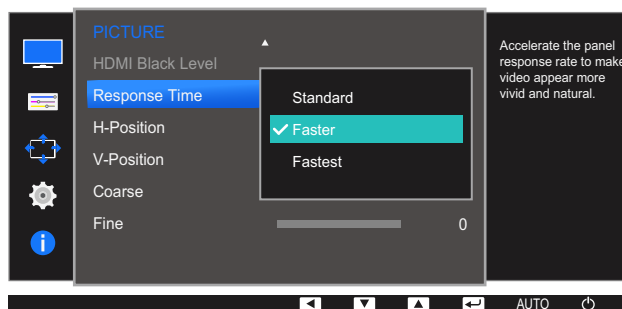 PICTURE
HDMI Black Level
Response Time
H-Position
V-Position
Coarse
Fine
0
Standard
Faster
Fastest
Accelerate the panel
response rate to make
video appear more
vivid and natural.
AUTO